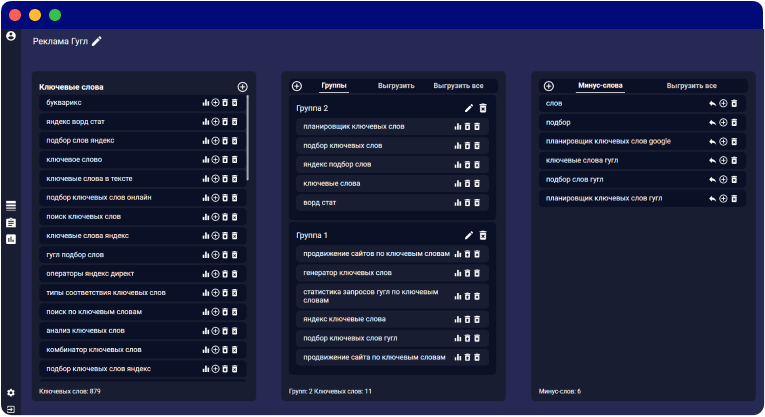 Реклама Гугл
Ключевые слова
букварикс
яндекс ворд стат
подбор слов яндекс
ключевое слово
ключевые слова в тексте
подбор ключевых слов онлайн
поиск ключевых слов
ключевые слова яндекс
гугл подбор слов
операторы яндекс директ
типы соответствия ключевых слов
поиск по ключевым словам
анализ ключевых слов
комбинатор ключевых слов
подбор ключевых слов яндекс
Ключевых слов: 879
Группы Выгрузить Выгрузить все
Группа 2
планировщик ключевых слов
подбор ключевых слов
яндекс подбор слов
ключевые слова
ворд стат
Группа 1
продвижение сайтов по ключевым словам
генератор ключевых слов
статистика запросов гугл по ключевым
словам
яндекс ключевые слова
подбор ключевых слов гугл
продвижение сайта по ключевым словам
Групп: 2 Ключевых слов: 11
Минус-слова Выгрузить все
слов
подбор
планировщик ключевых слов google
ключевые слова гугл
подбор слов гугл
планировщик ключевых слов гугл
Минус-слов: 6